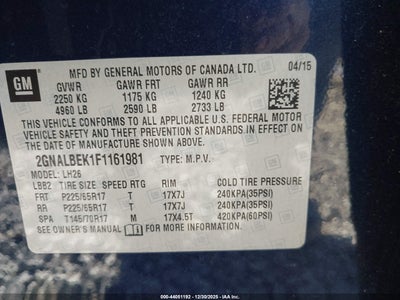 MFD BY GENERAL MOTORS OF CANADA LTD. 04/15
GM
GVWR GAWR FRT GAWR RR
2250 KG 1175 KG 1240 KG
4960 LB 2590 LB 2733 LB
THIS VEHICLE CONFORMS TO ALL APPLICABLE U.S. FEDERAL MOTOR
VEHICLE SAFETY AND THEFT PREVENTION STANDARDS IN EFFECT ON
THE DATE OF MANUFACTURE SHOWN ABOVE.
2GNALBEK1F1161981 TYPE: M.P.V.
MODEL: LH26
LBB2 TIRE SIZE SPEED RTG RIM COLD TIRE PRESSURE
FRT P225/65R17 T 17X7J 240KPA(35PSI)
RR P225/65R17 T 17X7J 240KPA(35PSI)
SPA T145/70R17 M 17X4.5T 420KPA(60PSI)
SEE OWNER'S MANUAL FOR ADDITIONAL INFORMATION.
000-44051192 - 12/30/2025 - IAAI.COM